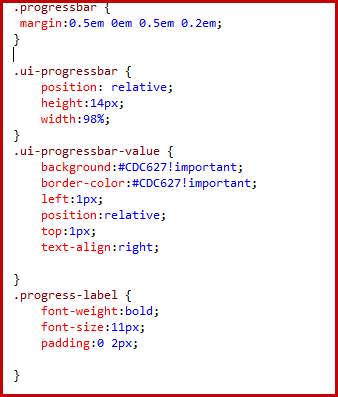 .progressbar {
margin:0.5em 0em 0.5em 0.2em;
}
.ui-progressbar {
position: relative;
height:14px;
width:98%;
}
.ui-progressbar-value {
background:#CDC627!important;
border-color:#CDC627!important;
left:1px;
position:relative;
top:1px;
text-align:right;
}
.progress-label {
font-weight:bold;
font-size:11px;
padding:0 2px;
}